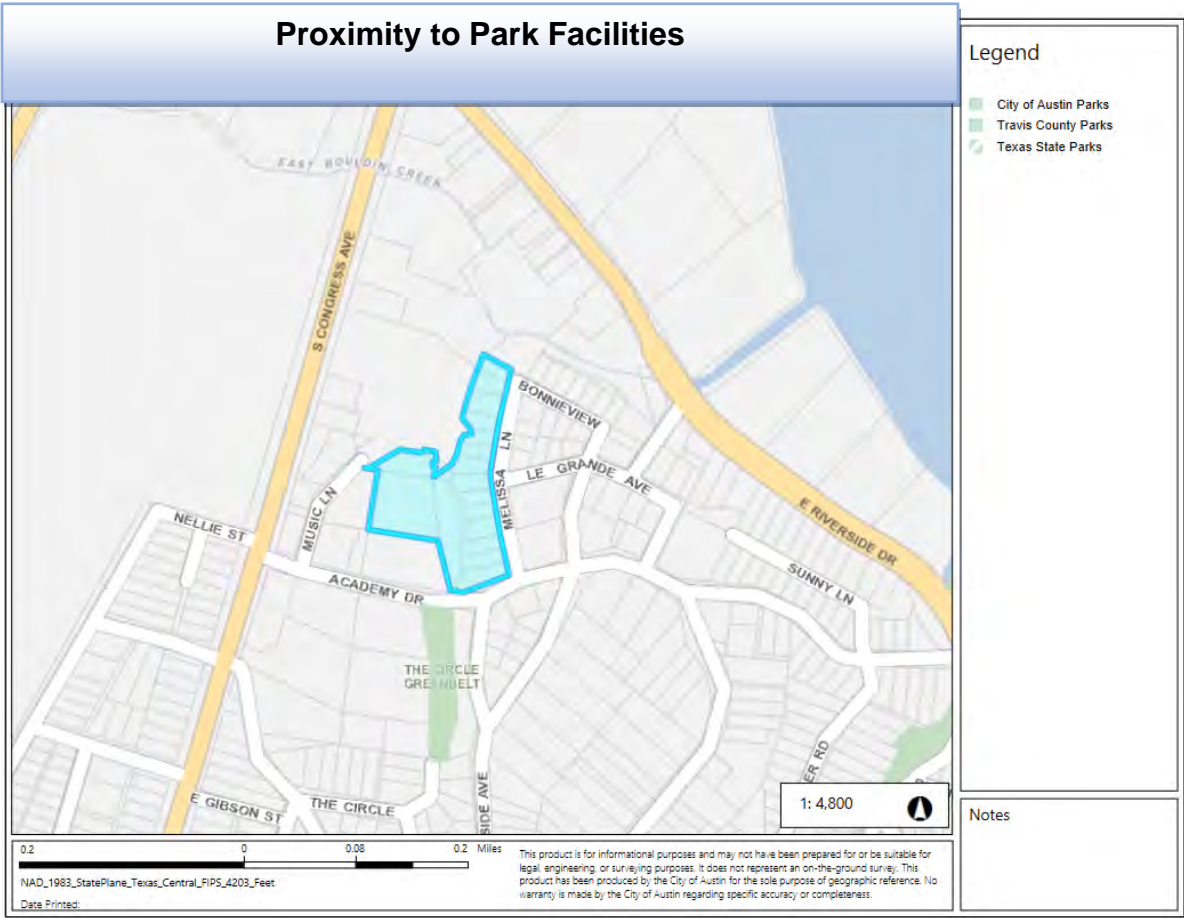 Proximity to Park Facilities
Legend
City of Austin Parks
Travis County Parks
Texas State Parks
EAST BOULDIN CREEK
S CONGRESS AVE
BONNIEVIEW
MELISSA LN
LE GRANDE AVE
MUSIC LN
NELLIE ST
ACADEMY DR
E RIVERSIDE DR
SUNNY LN
THE CIRCLE
GREENBELT
ER RD
SIDE AVE
E GIBSON ST
THE CIRCLE
1: 4,800
Notes
0.2 0 0.08 0.2 Miles
NAD_1983_StatePlane_Texas_Central_FIPS_4203_Feet
Date Printed:
This product is for informational purposes and may not have been prepared for or be suitable for
legal, engineering, or surveying purposes. It does not represent an on-the-ground survey. This
product has been produced by the City of Austin for the sole purpose of geographic reference. No
warranty is made by the City of Austin regarding specific accuracy or completeness.